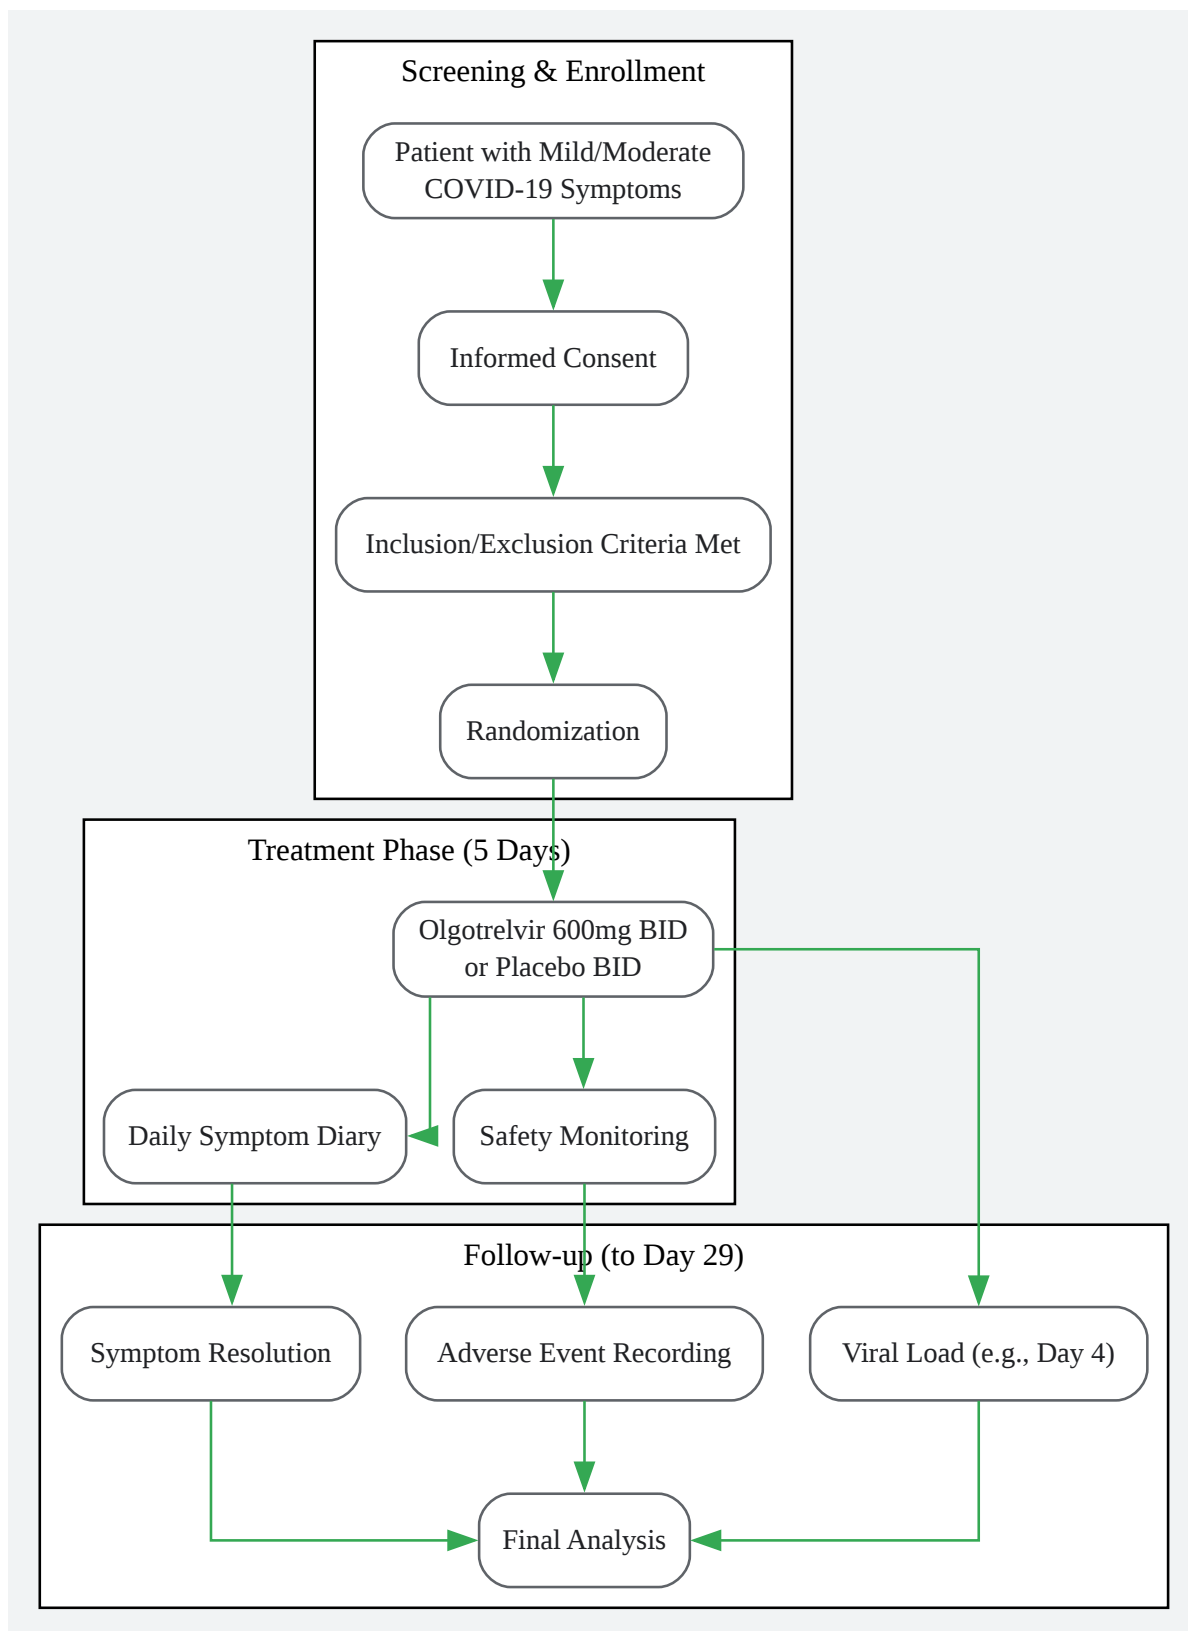 Screening & Enrollment
Patient with Mild/Moderate
COVID-19 Symptoms
Informed Consent
Inclusion/Exclusion Criteria Met
Randomization
Treatment Phase (5 Days)
Olgotrelvir 600mg BID
or Placebo BID
Daily Symptom Diary
Safety Monitoring
Follow-up (to Day 29)
Symptom Resolution
Adverse Event Recording
Viral Load (e.g., Day 4)
Final Analysis